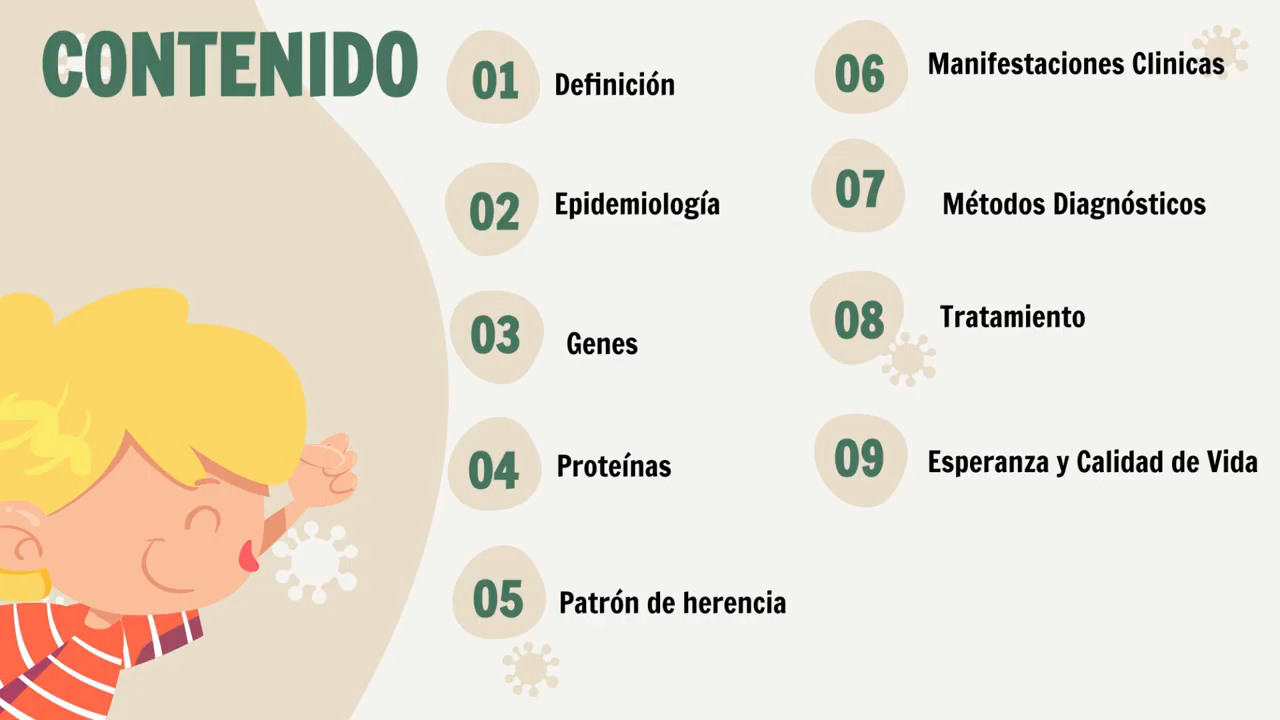 CONTENIDO
01 Definición
02 Epidemiología
03 Genes
04 Proteínas
05 Patrón de herencia
06 Manifestaciones Clinicas
07 Métodos Diagnósticos
08 Tratamiento
09 Esperanza y Calidad de Vida